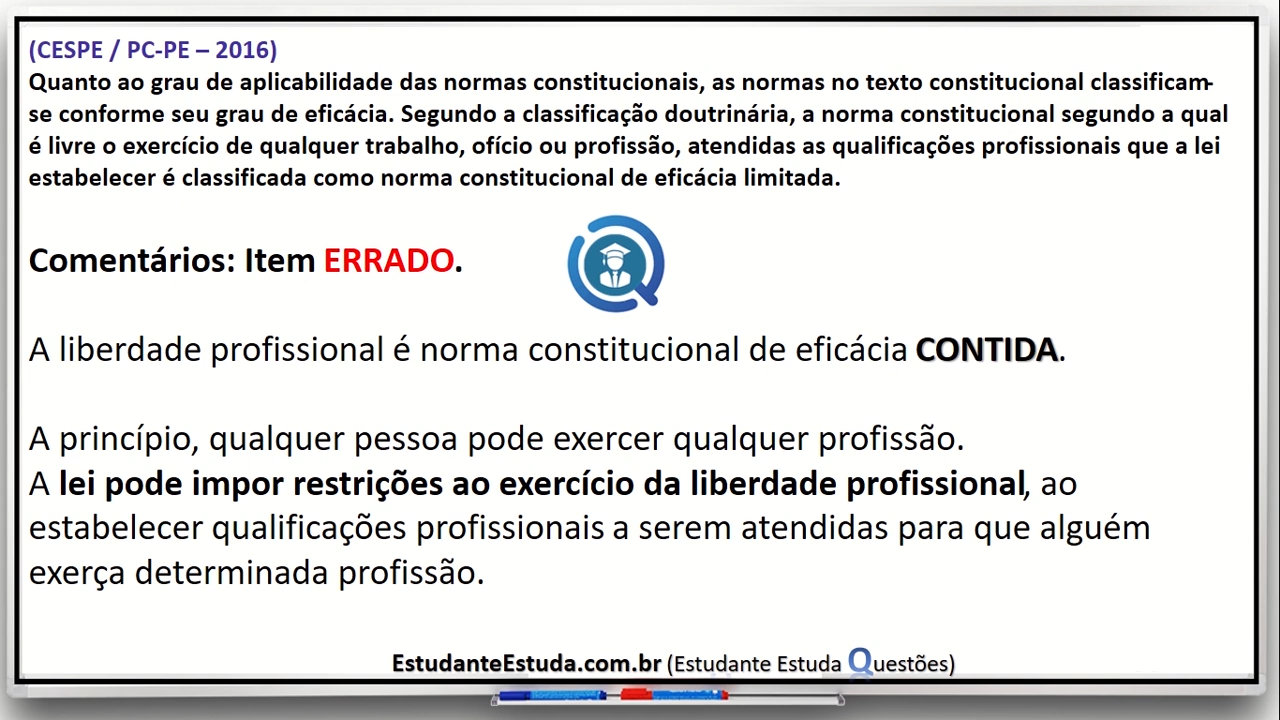 (CESPE / PC-PE – 2016)
Quanto ao grau de aplicabilidade das normas constitucionais, as normas no texto constitucional classificam-
se conforme seu grau de eficácia. Segundo a classificação doutrinária, a norma constitucional segundo a qual
é livre o exercício de qualquer trabalho, ofício ou profissão, atendidas as qualificações profissionais que a lei
estabelecer é classificada como norma constitucional de eficácia limitada.
Comentários: Item ERRADO.
A liberdade profissional é norma constitucional de eficácia CONTIDA.
A princípio, qualquer pessoa pode exercer qualquer profissão.
A lei pode impor restrições ao exercício da liberdade profissional, ao
estabelecer qualificações profissionais a serem atendidas para que alguém
exerça determinada profissão.
EstudanteEstuda.com.br (Estudante Estuda Questões)